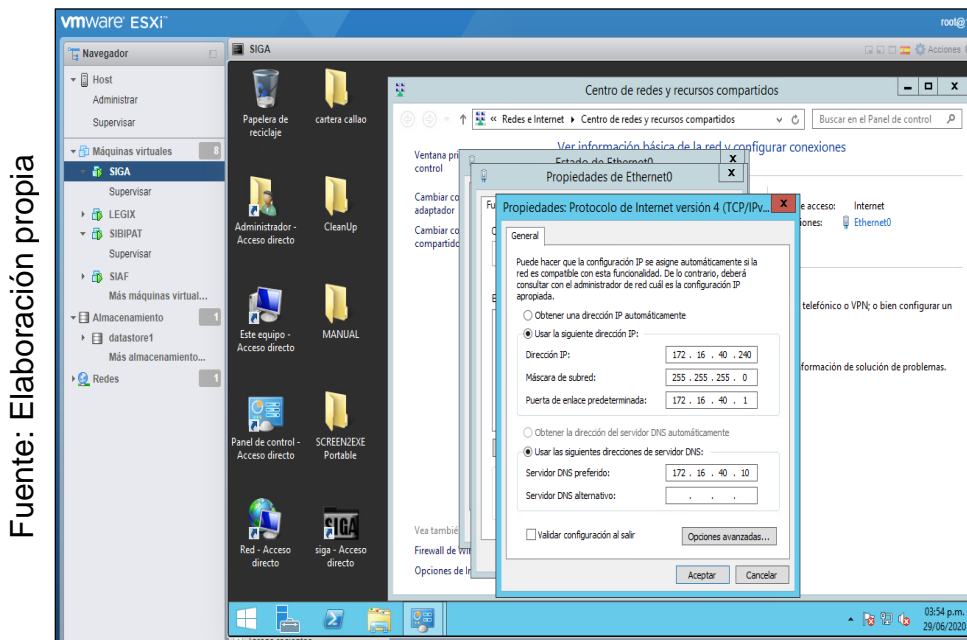 Fuente: Elaboración propia
vmware ESXi™
root@
Navegador
Host
Administrar
Supervisar
Máquinas virtuales
8
SIGA
Supervisar
LEGIX
SIBIPAT
Supervisar
SIAF
Más máquinas virtual...
Almacenamiento
1
datastore1
Más almacenamiento...
Redes
1
SIGA
Acciones
Papelera de
reciclaje
cartera callao
Administrador -
Acceso directo
CleanUp
Este equipo -
Acceso directo
MANUAL
Panel de control -
Acceso directo
SCREEN2EXE
Portable
Red - Acceso
directo
siga - Acceso
directo
Centro de redes y recursos compartidos
« Redes e Internet ▸ Centro de redes y recursos compartidos
Buscar en el Panel de control
Ventana pri
control
Cambiar co
adaptador
Cambiar co
compartido
Ver información básica de la red y configurar conexiones
Estado de Ethernet0
X
Propiedades de Ethernet0
X
Fu
e acceso: Internet
iones: Ethernet0
telefónico o VPN; o bien configurar un
formación de solución de problemas.
Propiedades: Protocolo de Internet versión 4 (TCP/IPv... X
General
Puede hacer que la configuración IP se asigne automáticamente si la
red es compatible con esta funcionalidad. De lo contrario, deberá
consultar con el administrador de red cuál es la configuración IP
apropiada.
Obtener una dirección IP automáticamente
Usar la siguiente dirección IP:
Dirección IP: 172 . 16 . 40 . 240
Máscara de subred: 255 . 255 . 255 . 0
Puerta de enlace predeterminada: 172 . 16 . 40 . 1
Obtener la dirección del servidor DNS automáticamente
Usar las siguientes direcciones de servidor DNS:
Servidor DNS preferido: 172 . 16 . 40 . 10
Servidor DNS alternativo: . . .
Validar configuración al salir
Opciones avanzadas...
Aceptar
Cancelar
Vea tambié
Firewall de Win
Opciones de In
03:54 p.m.
29/06/2020